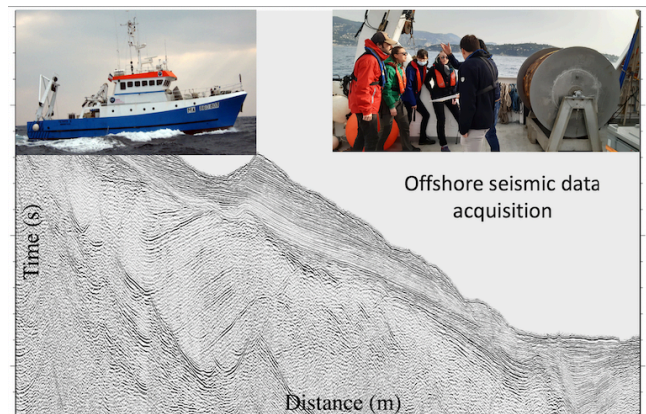 Offshore seismic data
acquisition
Time (s)
Distance (m)